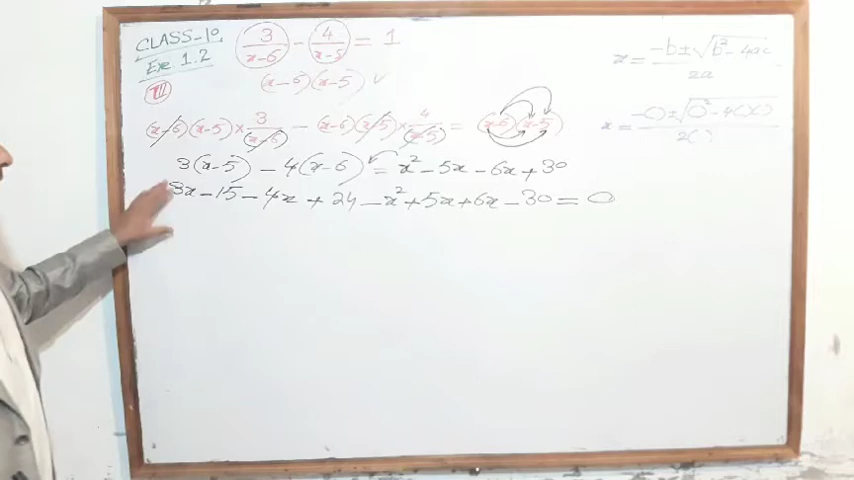 CLASS-10
Ex 1.2
3/(x-6) - 4/(x-5) = 1
(x-6)(x-5) ✓
(x-6)(x-5) × 3/(x-6) - (x-6)(x-5) × 4/(x-5) = (x-6)(x-5)
3(x-5) - 4(x-6) = x² - 5x - 6x + 30
3x - 15 - 4x + 24 - x² + 5x + 6x - 30 = 0
x = (-b ± √(b² - 4ac))/2a
x = (-( ) ± √(( )² - 4( )( )))/2( )